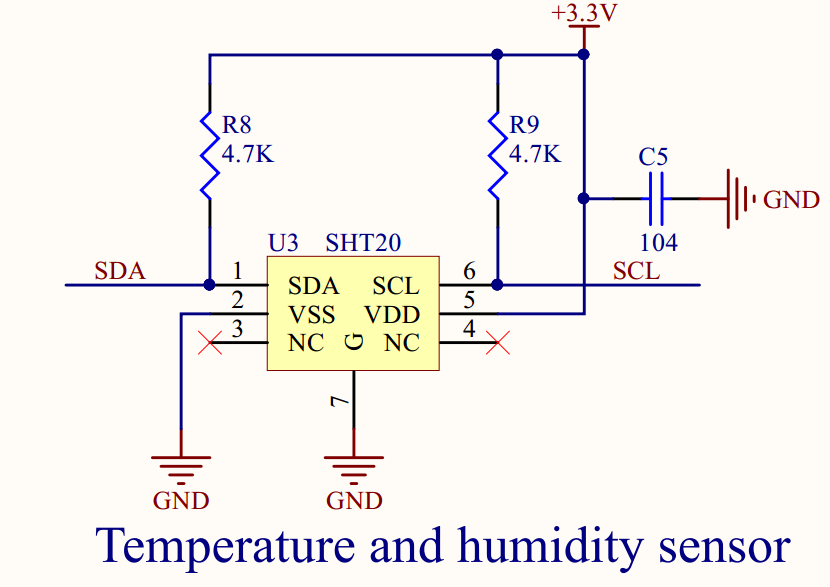 +3.3V
R8
4.7K
R9
4.7K
C5
104
GND
U3 SHT20
SDA
1
SDA
SCL
6
SCL
2
VSS
VDD
5
3
NC
G
NC
4
7
GND
GND
Temperature and humidity sensor